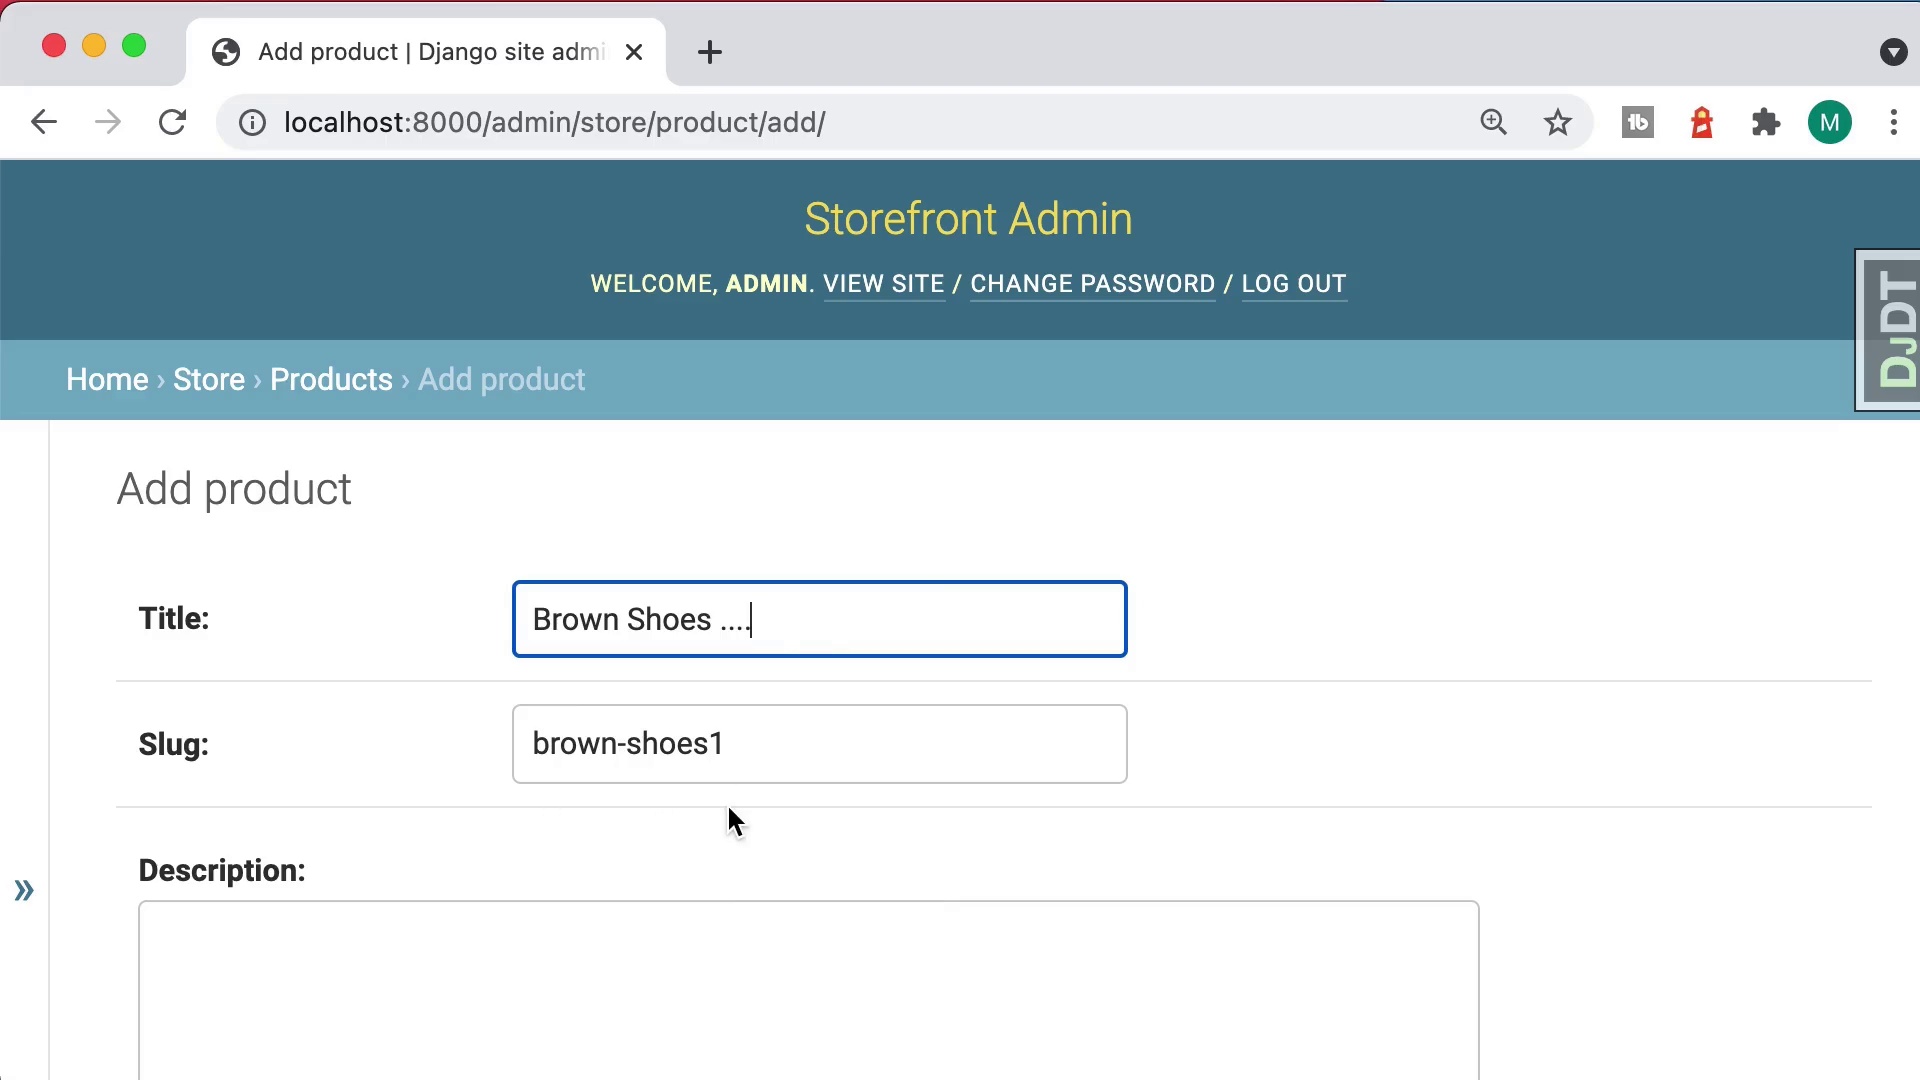 Add product | Django site admi
localhost:8000/admin/store/product/add/
M
Storefront Admin
WELCOME, ADMIN. VIEW SITE / CHANGE PASSWORD / LOG OUT
DJDT
Home › Store › Products › Add product
Add product
Title:
Brown Shoes ....
Slug:
brown-shoes1
Description:
»